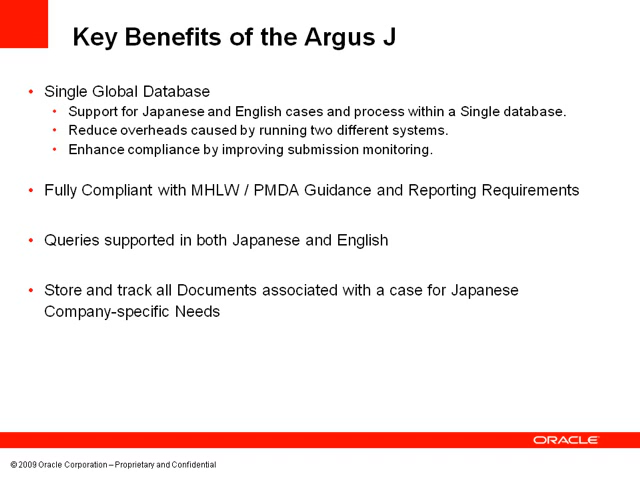 Key Benefits of the Argus J
• Single Global Database
• Support for Japanese and English cases and process within a Single database.
• Reduce overheads caused by running two different systems.
• Enhance compliance by improving submission monitoring.
• Fully Compliant with MHLW / PMDA Guidance and Reporting Requirements
• Queries supported in both Japanese and English
• Store and track all Documents associated with a case for Japanese
Company-specific Needs
ORACLE
© 2009 Oracle Corporation – Proprietary and Confidential